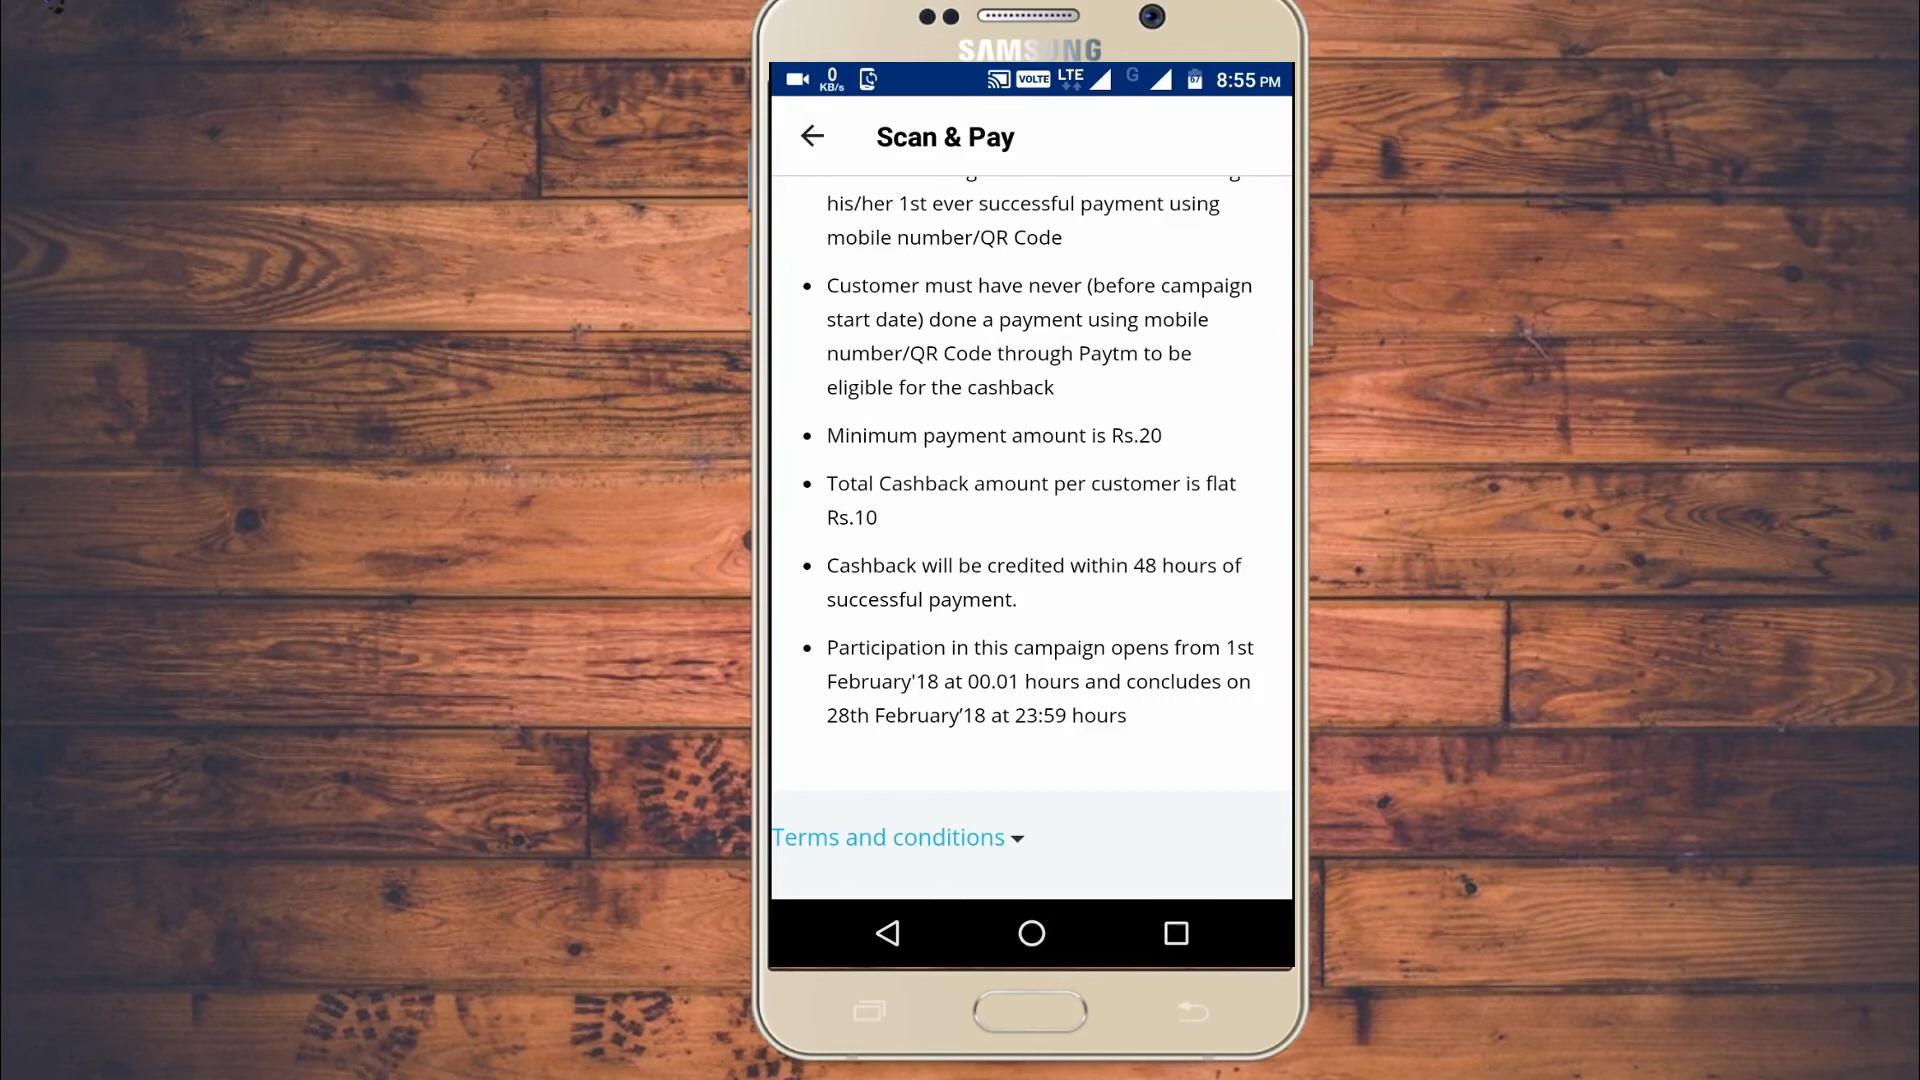 SAMSUNG
0
KB/s
VOLTE
LTE
G
67
8:55 PM
Scan & Pay
his/her 1st ever successful payment using
mobile number/QR Code
Customer must have never (before campaign
start date) done a payment using mobile
number/QR Code through Paytm to be
eligible for the cashback
Minimum payment amount is Rs.20
Total Cashback amount per customer is flat
Rs.10
Cashback will be credited within 48 hours of
successful payment.
Participation in this campaign opens from 1st
February'18 at 00.01 hours and concludes on
28th February’18 at 23:59 hours
Terms and conditions